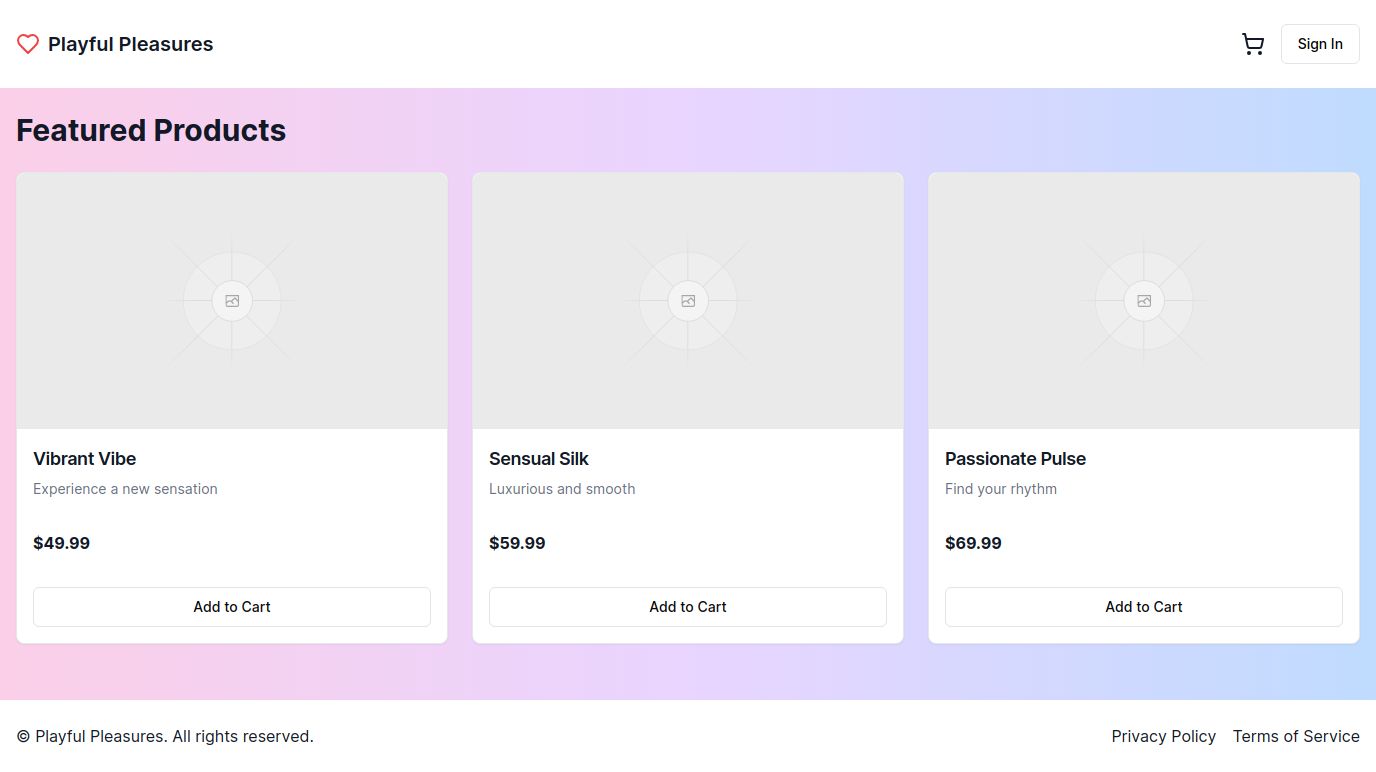 Playful Pleasures
Sign In
Featured Products
Vibrant Vibe
Experience a new sensation
$49.99
Add to Cart
Sensual Silk
Luxurious and smooth
$59.99
Add to Cart
Passionate Pulse
Find your rhythm
$69.99
Add to Cart
© Playful Pleasures. All rights reserved.
Privacy Policy
Terms of Service